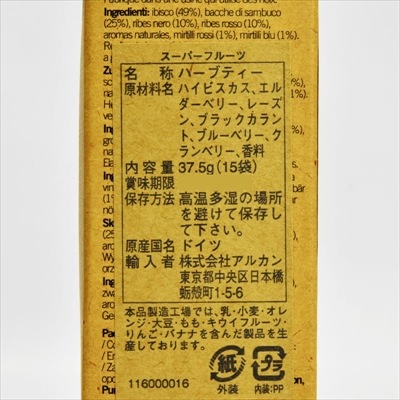 Ingredienti: ibisco (49%), bacche di sambuco
(25%), ribes nero (10%), ribes rosso (10%),
aromas naturales, mirtilli rossi (1%), mirtilli blu (1%).
スーパーフルーツ
名 称 ハーブティー
原材料名 ハイビスカス、エル
ダーベリー、レーズ
ン、ブラックカラン
ト、ブルーベリー、ク
ランベリー、香料
内 容 量 37.5g(15袋)
賞味期限
保存方法 高温多湿の場所
を避けて保存し
て下さい。
原産国名 ドイツ
輸 入 者 株式会社アルカン
東京都中央区日本橋
蛎殻町1-5-6
本品製造工場では、乳・小麦・オレ
ンジ・大豆・もも・キウイフルーツ・
りんご・バナナを含んだ製品を生
産しております。
紙 プラ
116000016 外装 内装:PP